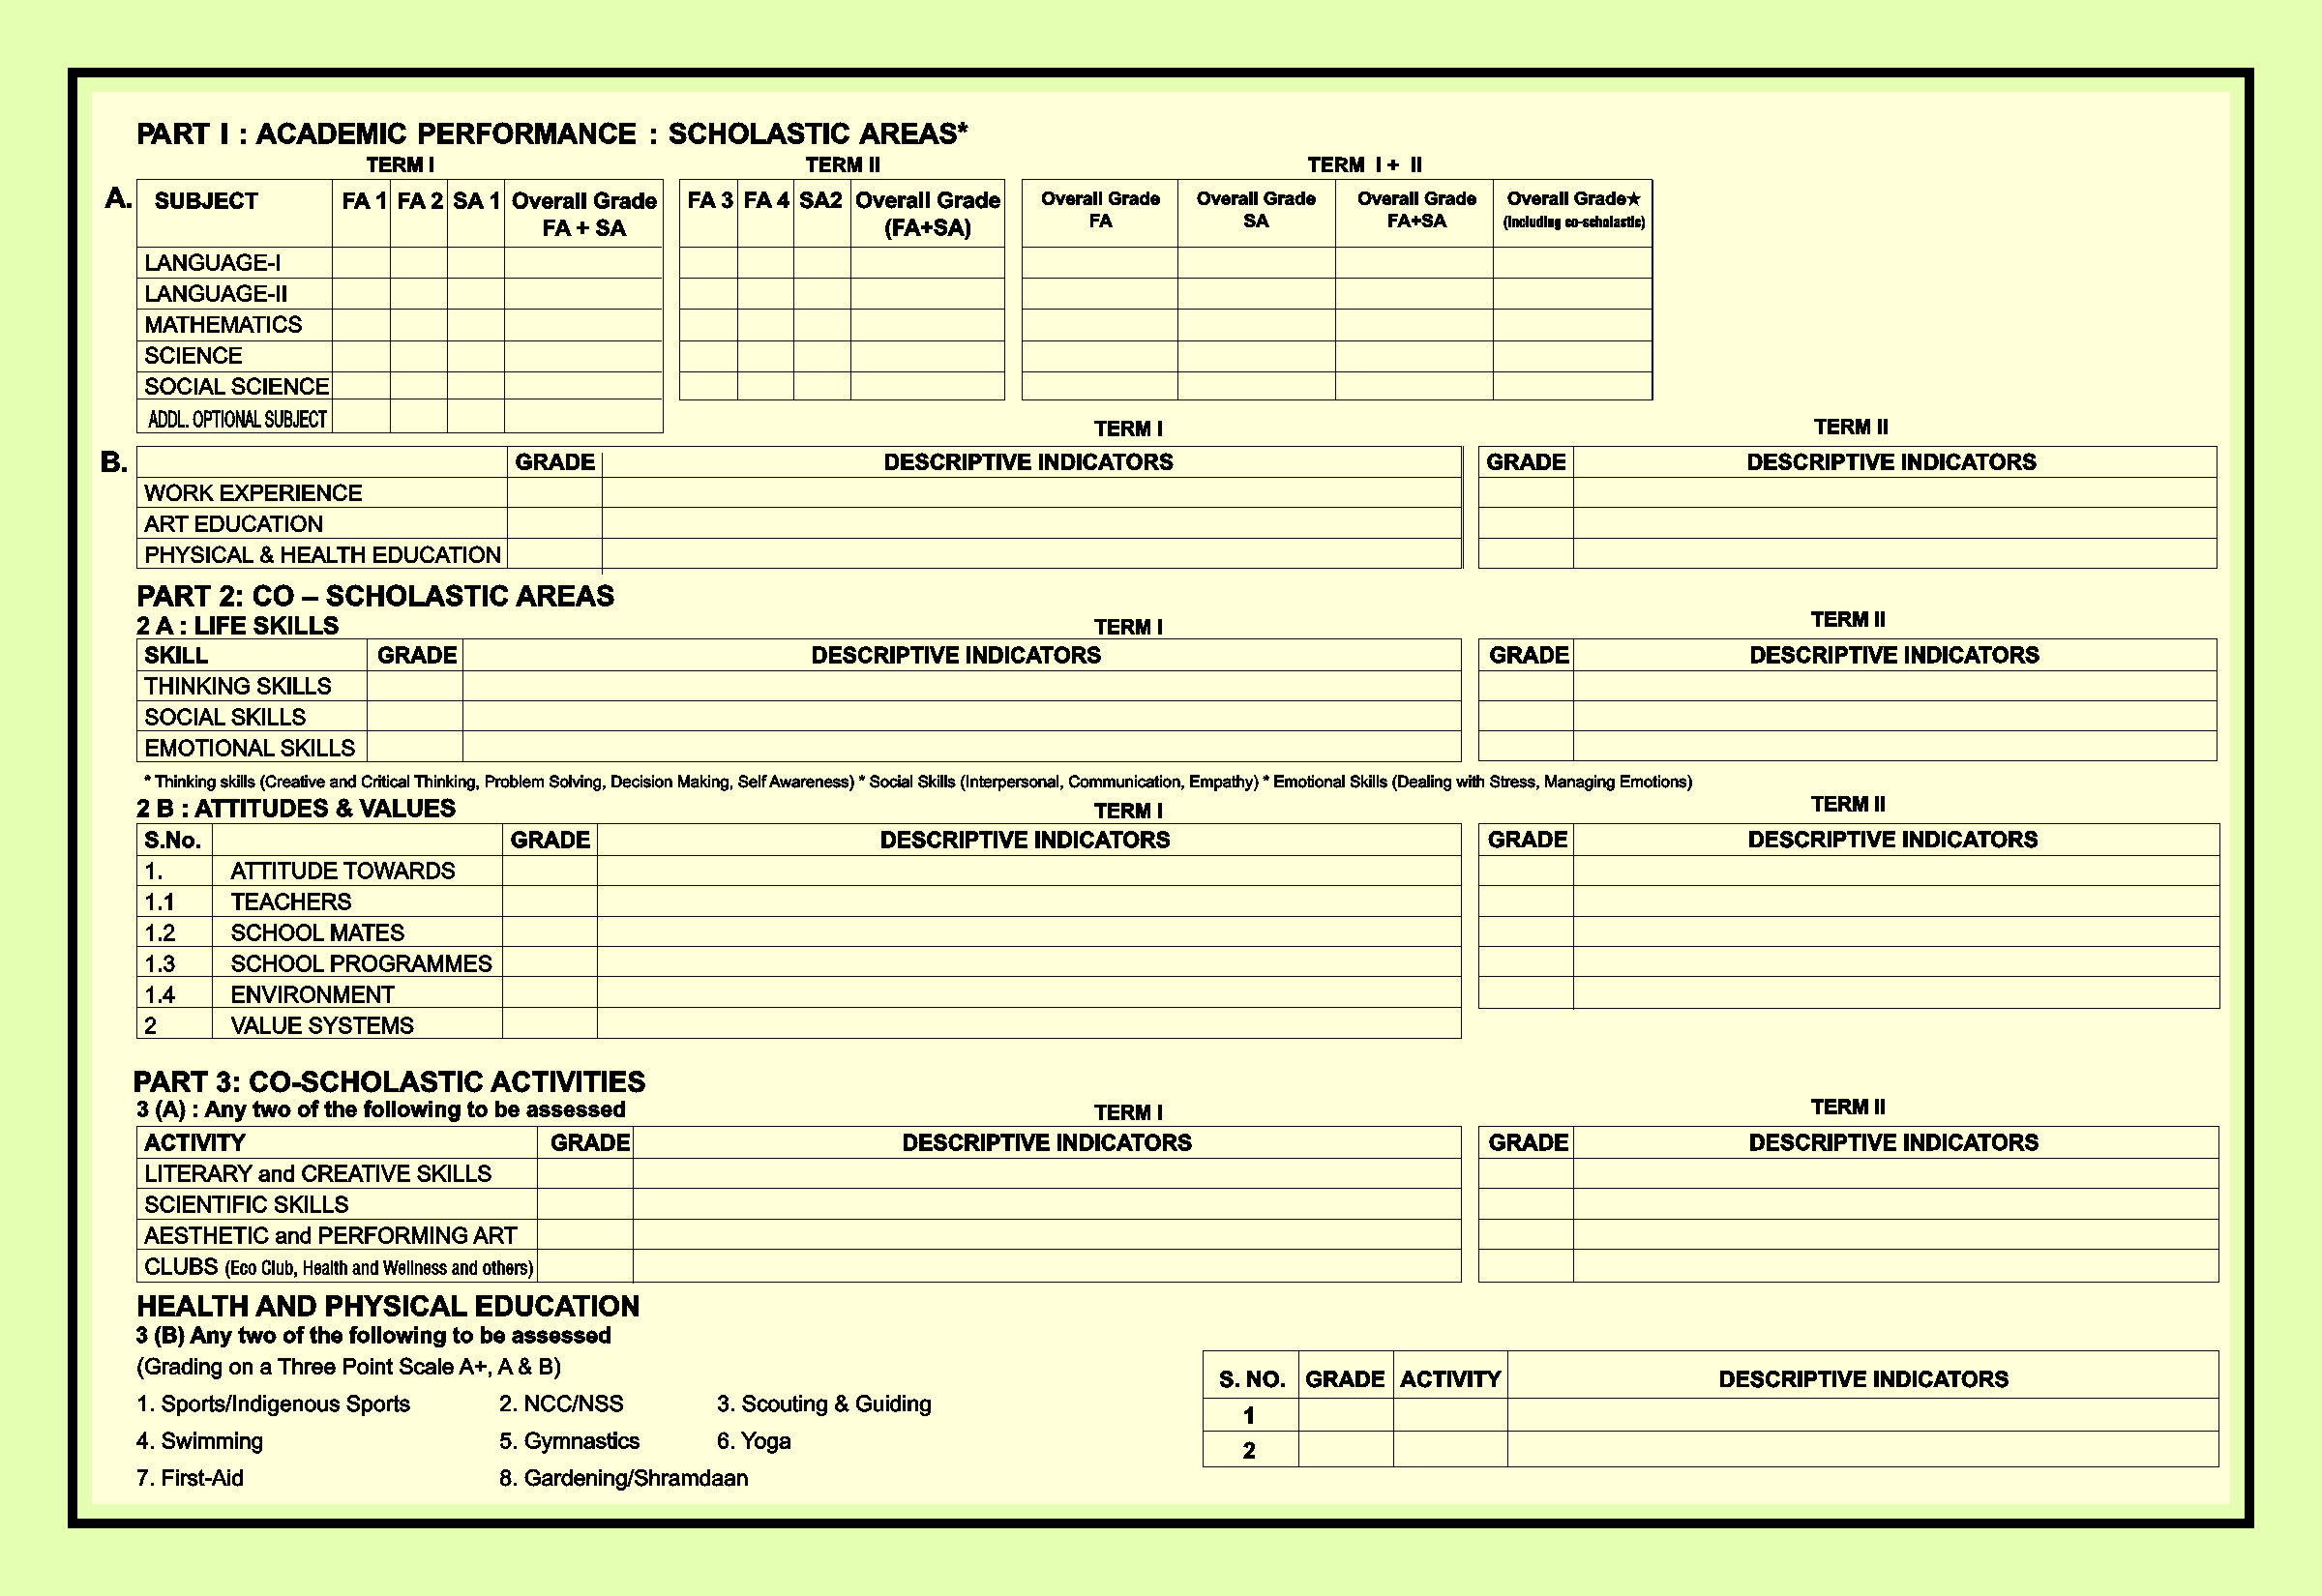 PART I : ACADEMIC PERFORMANCE : SCHOLASTIC AREAS*
TERM I TERM II TERM I + II
A. SUBJECT FA 1 FA 2 SA 1 Overall Grade FA + SA FA 3 FA 4 SA2 Overall Grade (FA+SA) Overall Grade FA Overall Grade SA Overall Grade FA+SA Overall Grade★ (Including co-scholastic)
LANGUAGE-I
LANGUAGE-II
MATHEMATICS
SCIENCE
SOCIAL SCIENCE
ADDL. OPTIONAL SUBJECT
TERM I TERM II
B. GRADE DESCRIPTIVE INDICATORS GRADE DESCRIPTIVE INDICATORS
WORK EXPERIENCE
ART EDUCATION
PHYSICAL & HEALTH EDUCATION
PART 2: CO – SCHOLASTIC AREAS
2 A : LIFE SKILLS TERM I TERM II
SKILL GRADE DESCRIPTIVE INDICATORS GRADE DESCRIPTIVE INDICATORS
THINKING SKILLS
SOCIAL SKILLS
EMOTIONAL SKILLS
* Thinking skills (Creative and Critical Thinking, Problem Solving, Decision Making, Self Awareness) * Social Skills (Interpersonal, Communication, Empathy) * Emotional Skills (Dealing with Stress, Managing Emotions)
2 B : ATTITUDES & VALUES TERM I TERM II
S.No. GRADE DESCRIPTIVE INDICATORS GRADE DESCRIPTIVE INDICATORS
1. ATTITUDE TOWARDS
1.1 TEACHERS
1.2 SCHOOL MATES
1.3 SCHOOL PROGRAMMES
1.4 ENVIRONMENT
2 VALUE SYSTEMS
PART 3: CO-SCHOLASTIC ACTIVITIES
3 (A) : Any two of the following to be assessed TERM I TERM II
ACTIVITY GRADE DESCRIPTIVE INDICATORS GRADE DESCRIPTIVE INDICATORS
LITERARY and CREATIVE SKILLS
SCIENTIFIC SKILLS
AESTHETIC and PERFORMING ART
CLUBS (Eco Club, Health and Wellness and others)
HEALTH AND PHYSICAL EDUCATION
3 (B) Any two of the following to be assessed
(Grading on a Three Point Scale A+, A & B)
1. Sports/Indigenous Sports 2. NCC/NSS 3. Scouting & Guiding
4. Swimming 5. Gymnastics 6. Yoga
7. First-Aid 8. Gardening/Shramdaan
S. NO. GRADE ACTIVITY DESCRIPTIVE INDICATORS
1
2